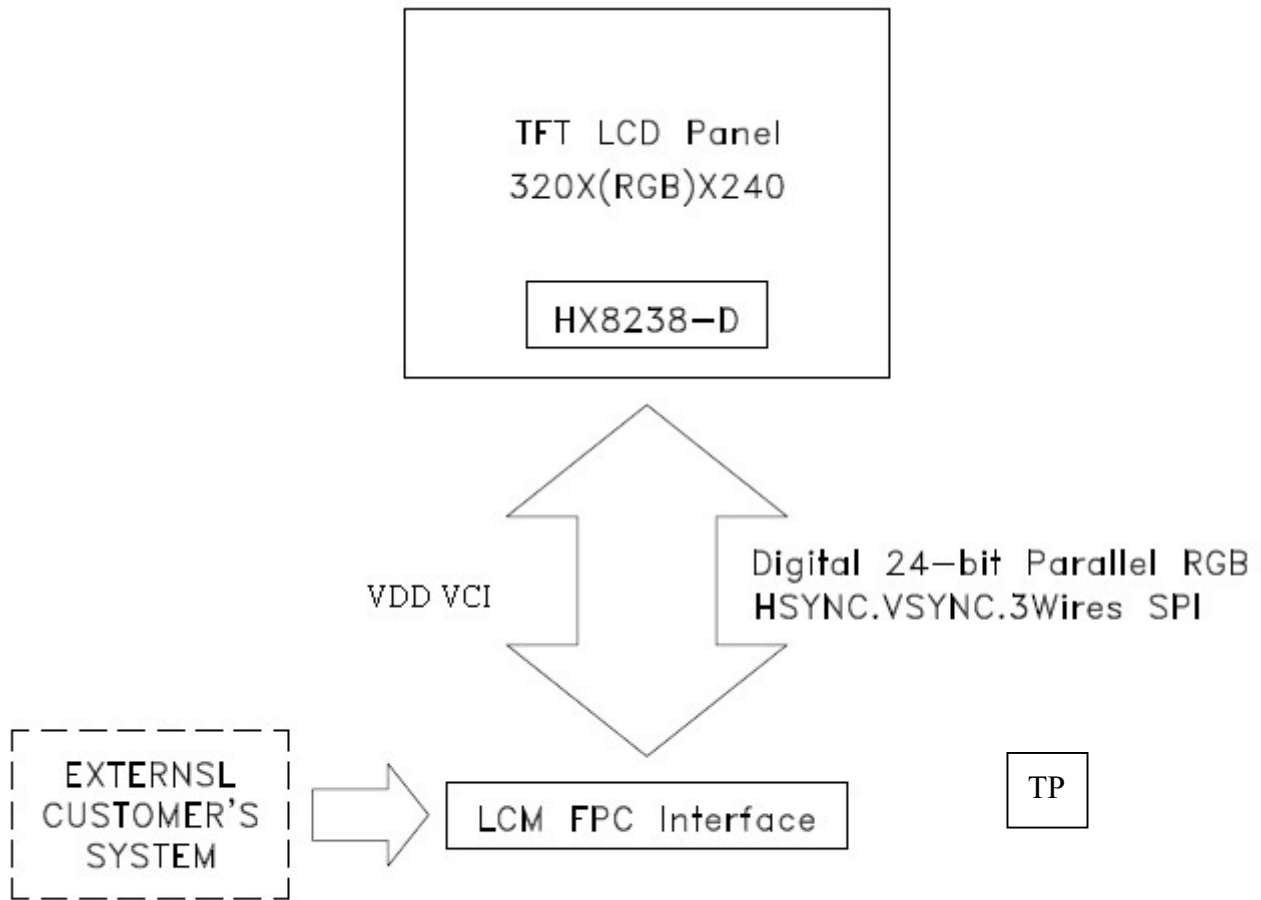 TFT LCD Panel
320X(RGB)X240
HX8238-D
VDD VCI
Digital 24-bit Parallel RGB
HSYNC.VSYNC.3Wires SPI
EXTERNSL
CUSTOMER'S
SYSTEM
LCM FPC Interface
TP